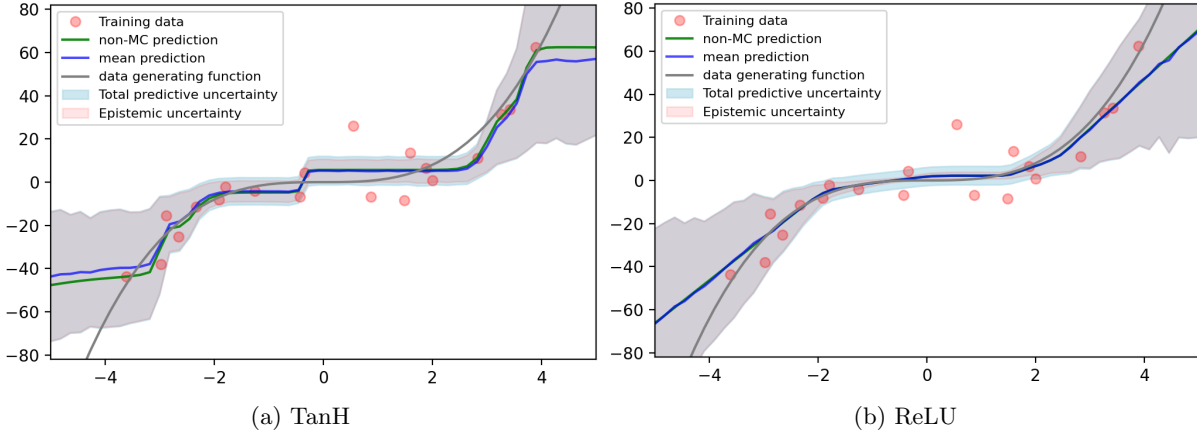 80
60
40
20
0
−20
−40
−60
−80
−4
−2
0
2
4
Training data
non-MC prediction
mean prediction
data generating function
Total predictive uncertainty
Epistemic uncertainty
(a) TanH
80
60
40
20
0
−20
−40
−60
−80
−4
−2
0
2
4
Training data
non-MC prediction
mean prediction
data generating function
Total predictive uncertainty
Epistemic uncertainty
(b) ReLU